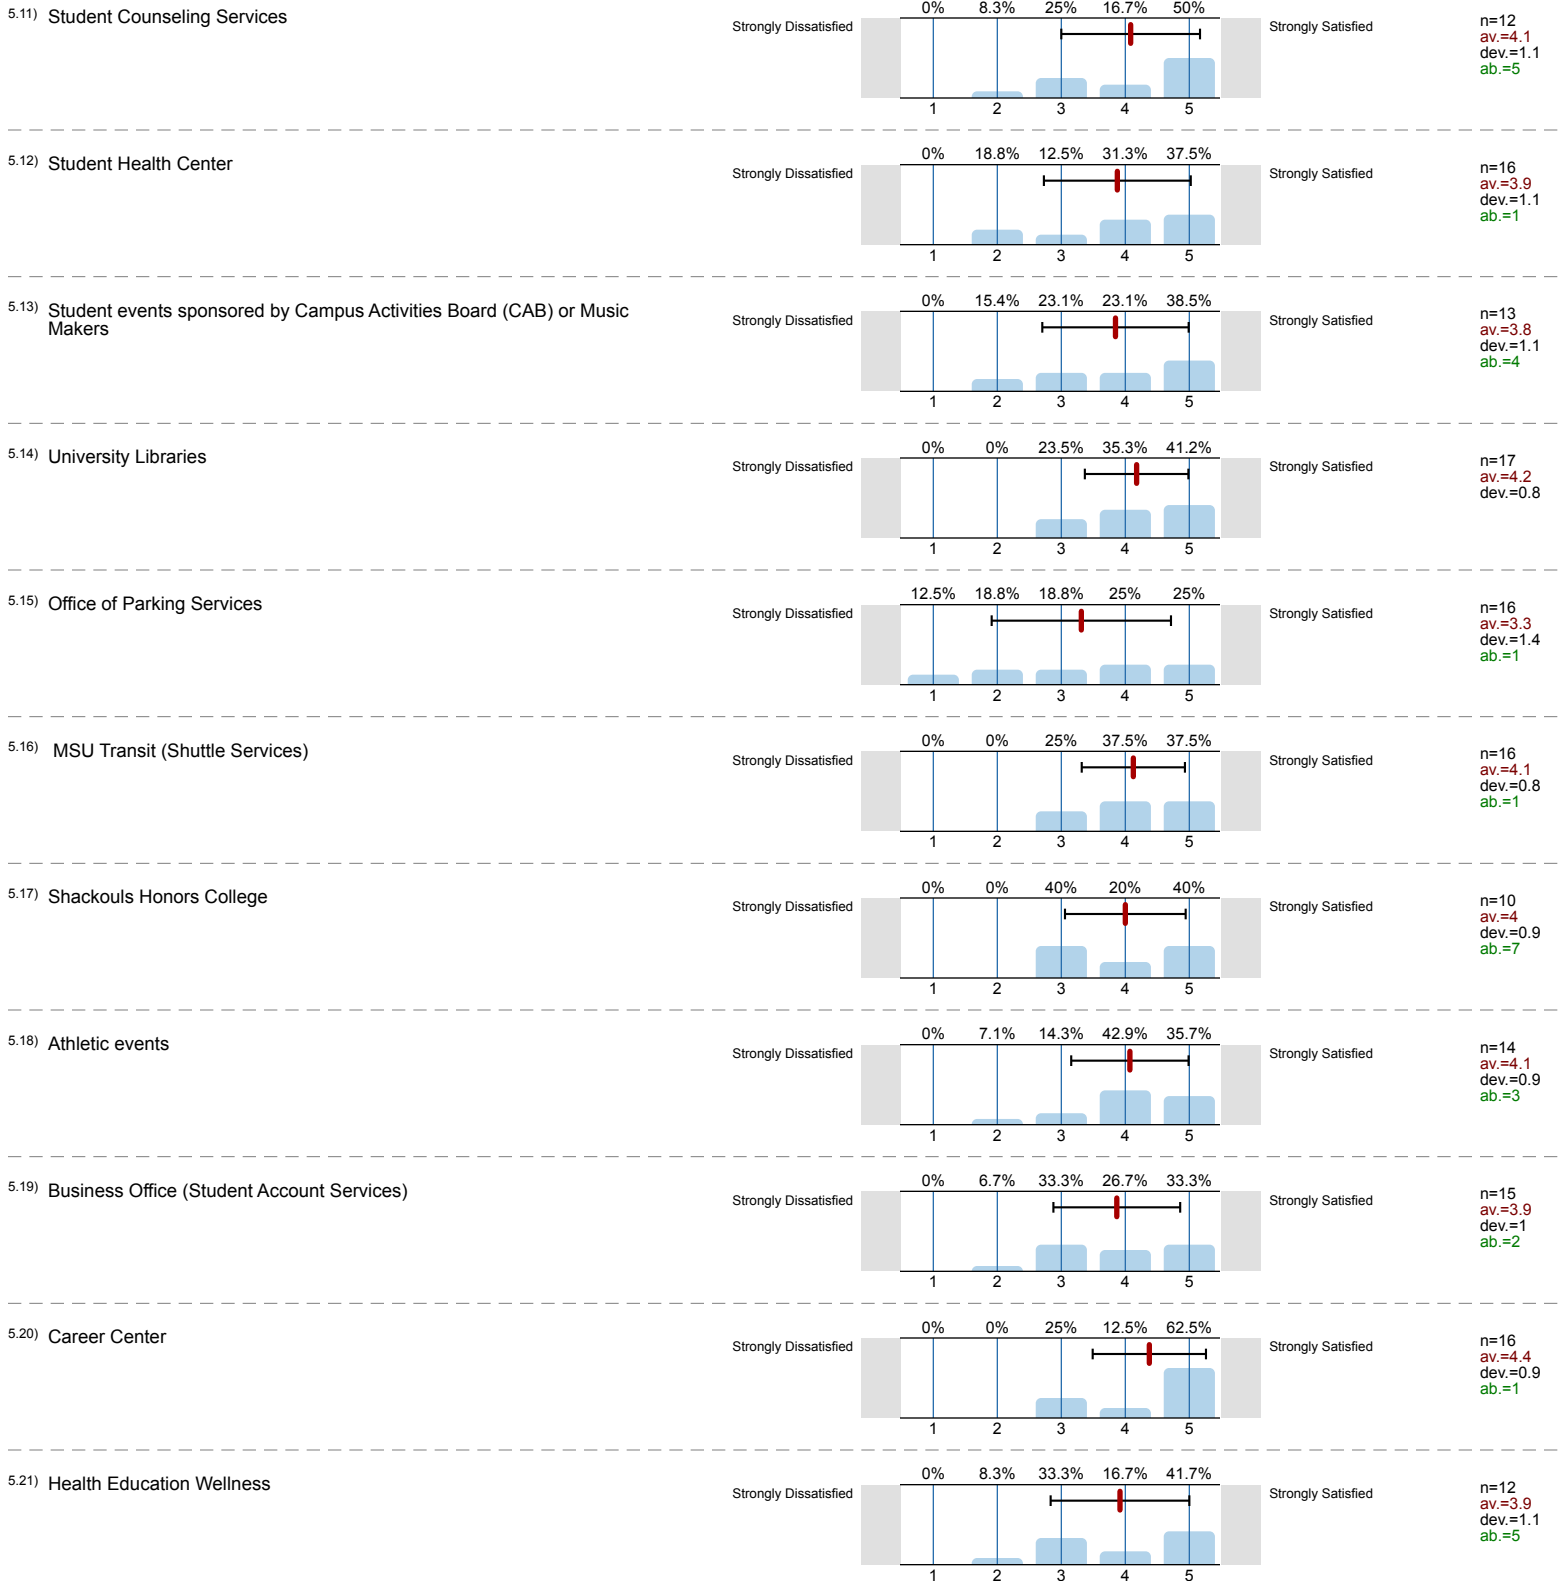 5.11) Student Counseling Services
0% 8.3% 25% 16.7% 50%
Strongly Dissatisfied Strongly Satisfied
n=12
av.=4.1
dev.=1.1
ab.=5
1 2 3 4 5
5.12) Student Health Center
0% 18.8% 12.5% 31.3% 37.5%
Strongly Dissatisfied Strongly Satisfied
n=16
av.=3.9
dev.=1.1
ab.=1
1 2 3 4 5
5.13) Student events sponsored by Campus Activities Board (CAB) or Music
Makers
0% 15.4% 23.1% 23.1% 38.5%
Strongly Dissatisfied Strongly Satisfied
n=13
av.=3.8
dev.=1.1
ab.=4
1 2 3 4 5
5.14) University Libraries
0% 0% 23.5% 35.3% 41.2%
Strongly Dissatisfied Strongly Satisfied
n=17
av.=4.2
dev.=0.8
1 2 3 4 5
5.15) Office of Parking Services
12.5% 18.8% 18.8% 25% 25%
Strongly Dissatisfied Strongly Satisfied
n=16
av.=3.3
dev.=1.4
ab.=1
1 2 3 4 5
5.16) MSU Transit (Shuttle Services)
0% 0% 25% 37.5% 37.5%
Strongly Dissatisfied Strongly Satisfied
n=16
av.=4.1
dev.=0.8
ab.=1
1 2 3 4 5
5.17) Shackouls Honors College
0% 0% 40% 20% 40%
Strongly Dissatisfied Strongly Satisfied
n=10
av.=4
dev.=0.9
ab.=7
1 2 3 4 5
5.18) Athletic events
0% 7.1% 14.3% 42.9% 35.7%
Strongly Dissatisfied Strongly Satisfied
n=14
av.=4.1
dev.=0.9
ab.=3
1 2 3 4 5
5.19) Business Office (Student Account Services)
0% 6.7% 33.3% 26.7% 33.3%
Strongly Dissatisfied Strongly Satisfied
n=15
av.=3.9
dev.=1
ab.=2
1 2 3 4 5
5.20) Career Center
0% 0% 25% 12.5% 62.5%
Strongly Dissatisfied Strongly Satisfied
n=16
av.=4.4
dev.=0.9
ab.=1
1 2 3 4 5
5.21) Health Education Wellness
0% 8.3% 33.3% 16.7% 41.7%
Strongly Dissatisfied Strongly Satisfied
n=12
av.=3.9
dev.=1.1
ab.=5
1 2 3 4 5